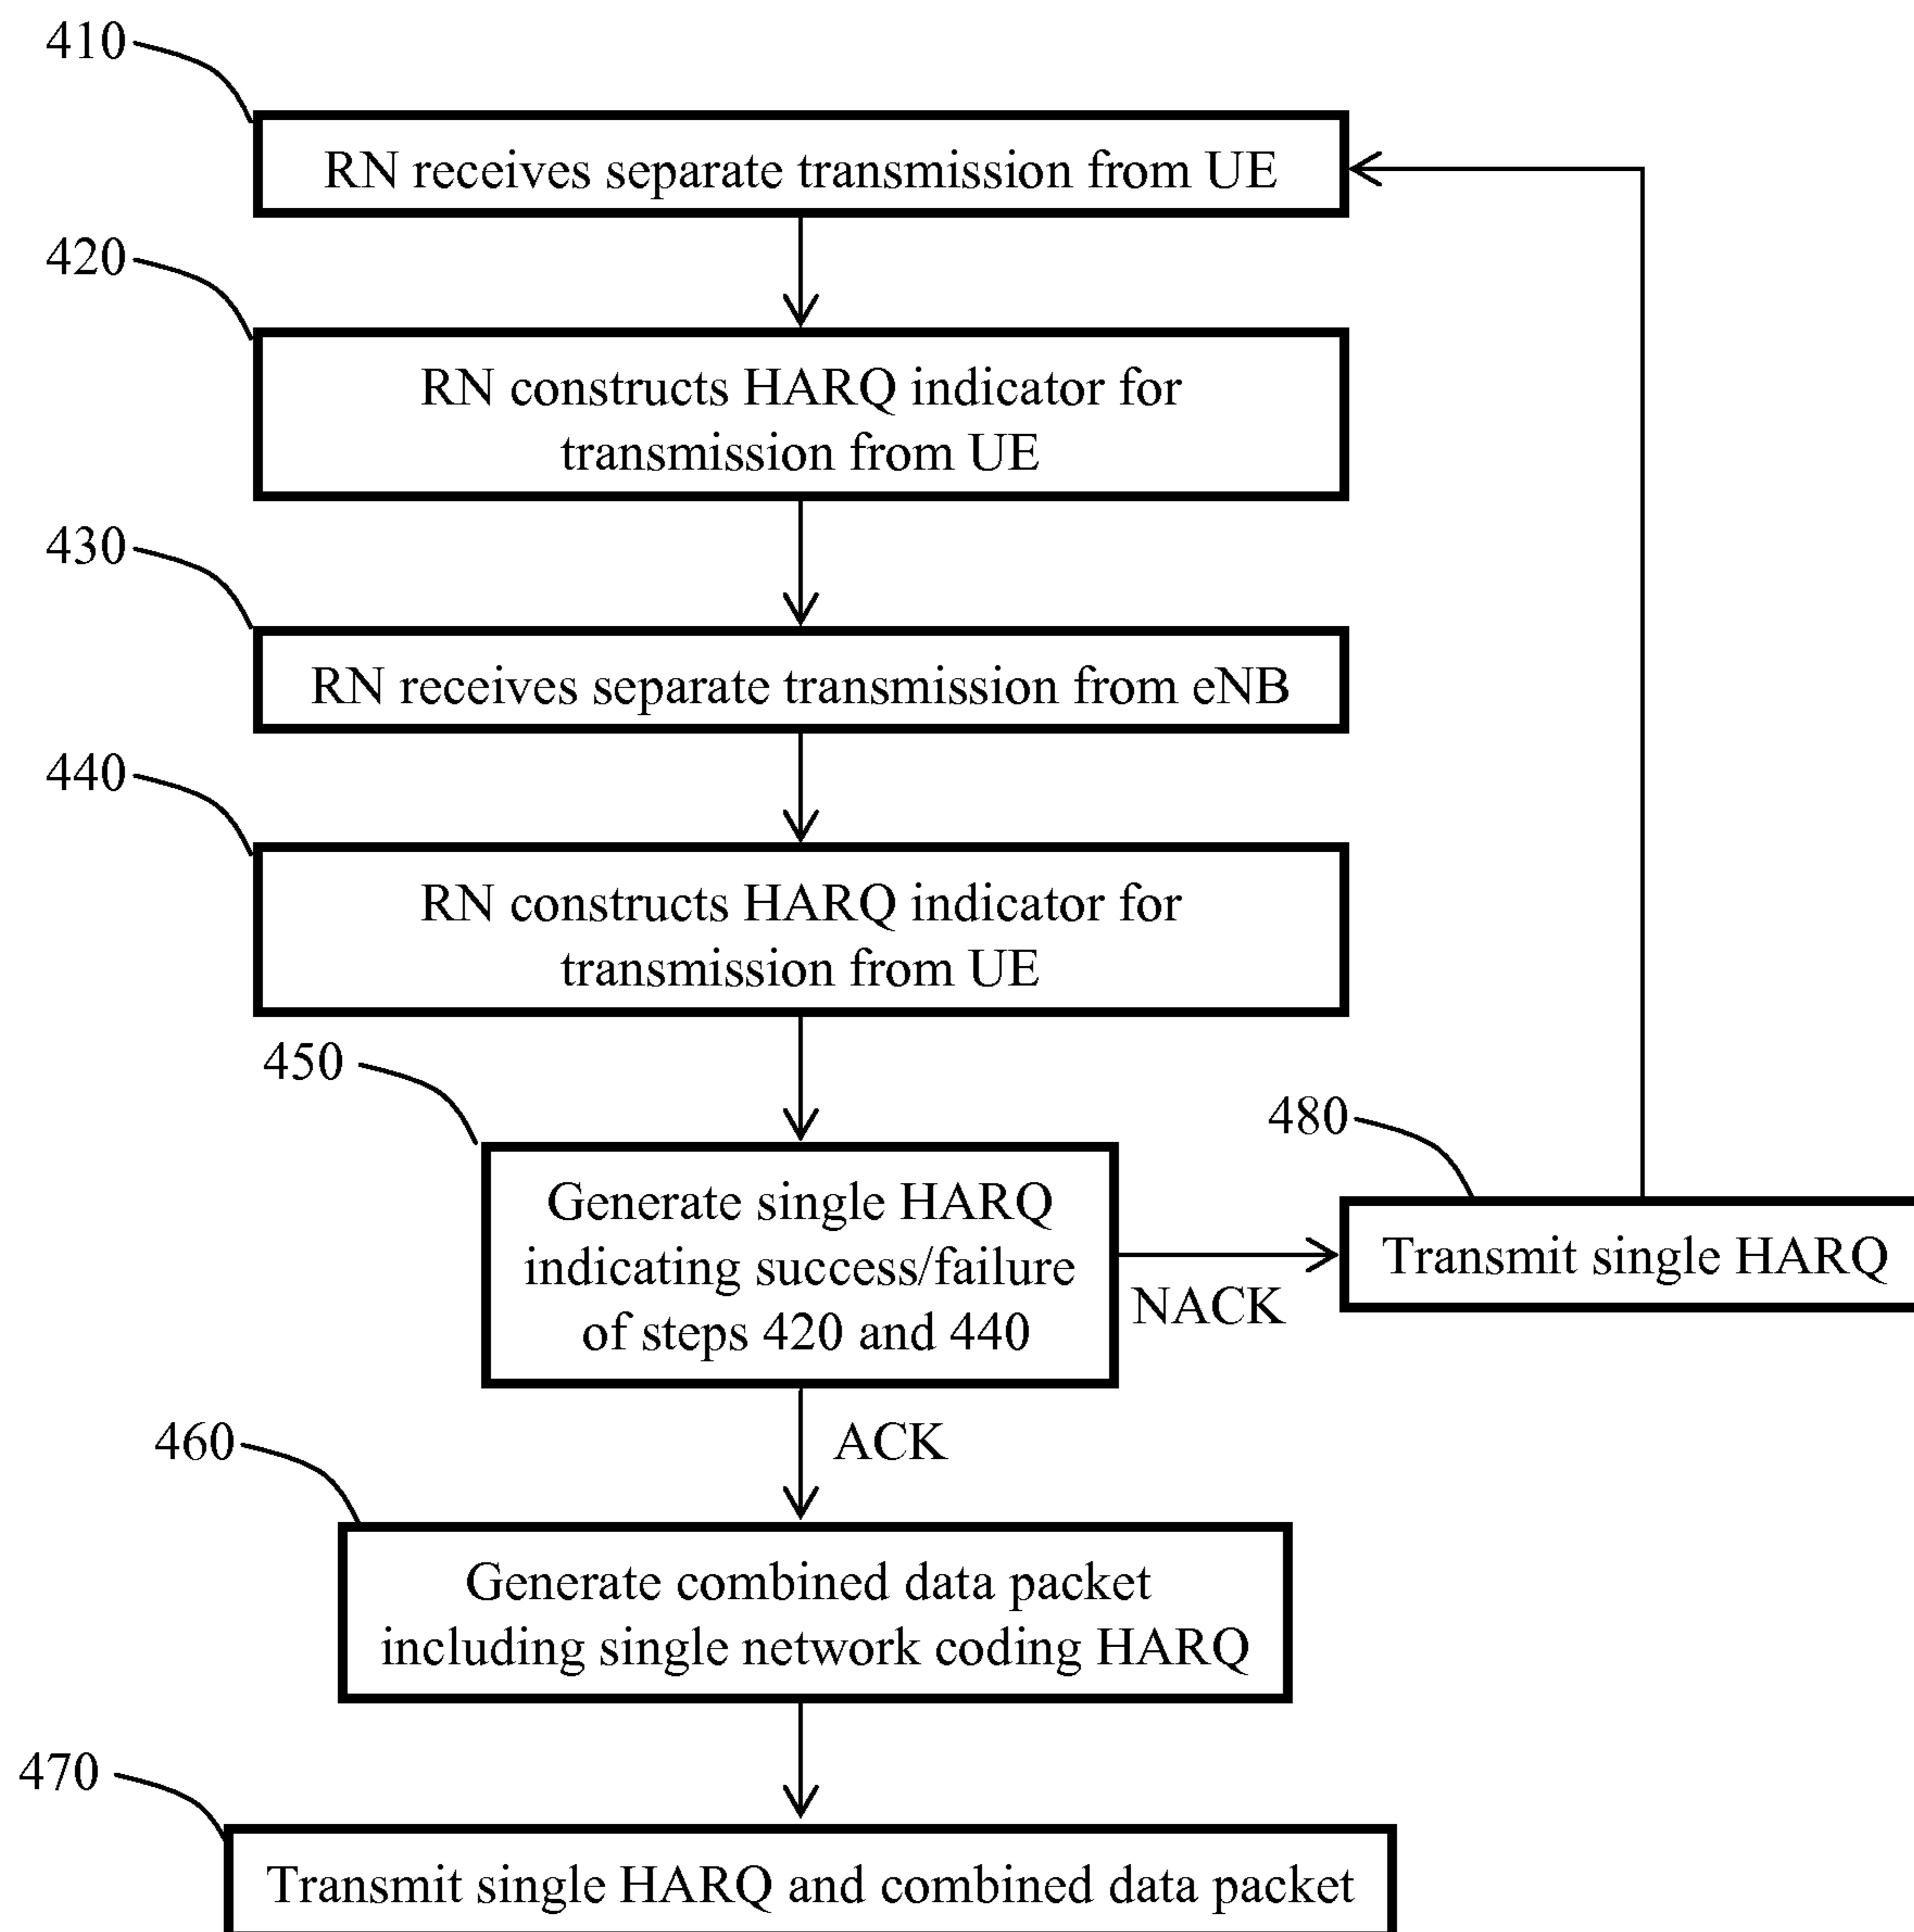 410
RN receives separate transmission from UE
420
RN constructs HARQ indicator for
transmission from UE
430
RN receives separate transmission from eNB
440
RN constructs HARQ indicator for
transmission from UE
450
Generate single HARQ
indicating success/failure
of steps 420 and 440
NACK
480
Transmit single HARQ
ACK
460
Generate combined data packet
including single network coding HARQ
470
Transmit single HARQ and combined data packet